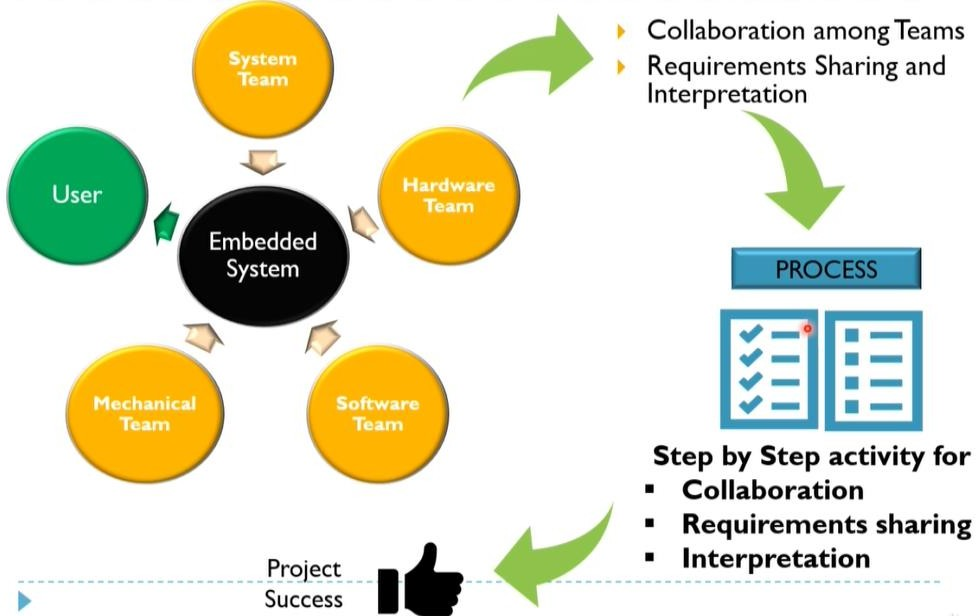 System
Team
User
Hardware
Team
Embedded
System
Mechanical
Team
Software
Team
Collaboration among Teams
Requirements Sharing and
Interpretation
PROCESS
Step by Step activity for
Collaboration
Requirements sharing
Interpretation
Project
Success